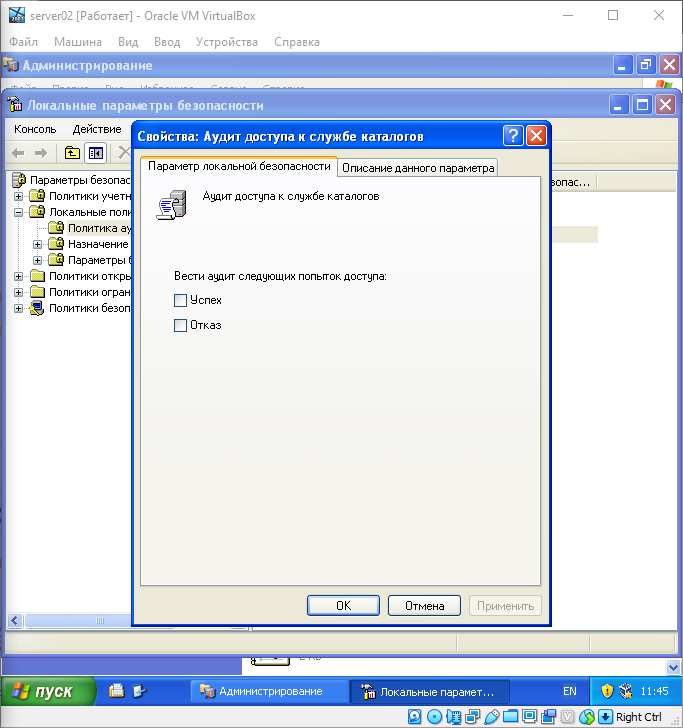 server02 [Работает] - Oracle VM VirtualBox
Файл Машина Вид Ввод Устройства Справка
Администрирование
Локальные параметры безопасности
Консоль Действие
Свойства: Аудит доступа к службе каталогов
Параметр локальной безопасности Описание данного параметра
Параметры безопас
Политики учетн
Локальные поли
Политика ау
Назначение
Параметры б
Политики откры
Политики огран
Политики безоп
опас...
Аудит доступа к службе каталогов
Вести аудит следующих попыток доступа:
Успех
Отказ
OK Отмена Применить
пуск Администрирование Локальные парамет... EN 11:45
Right Ctrl